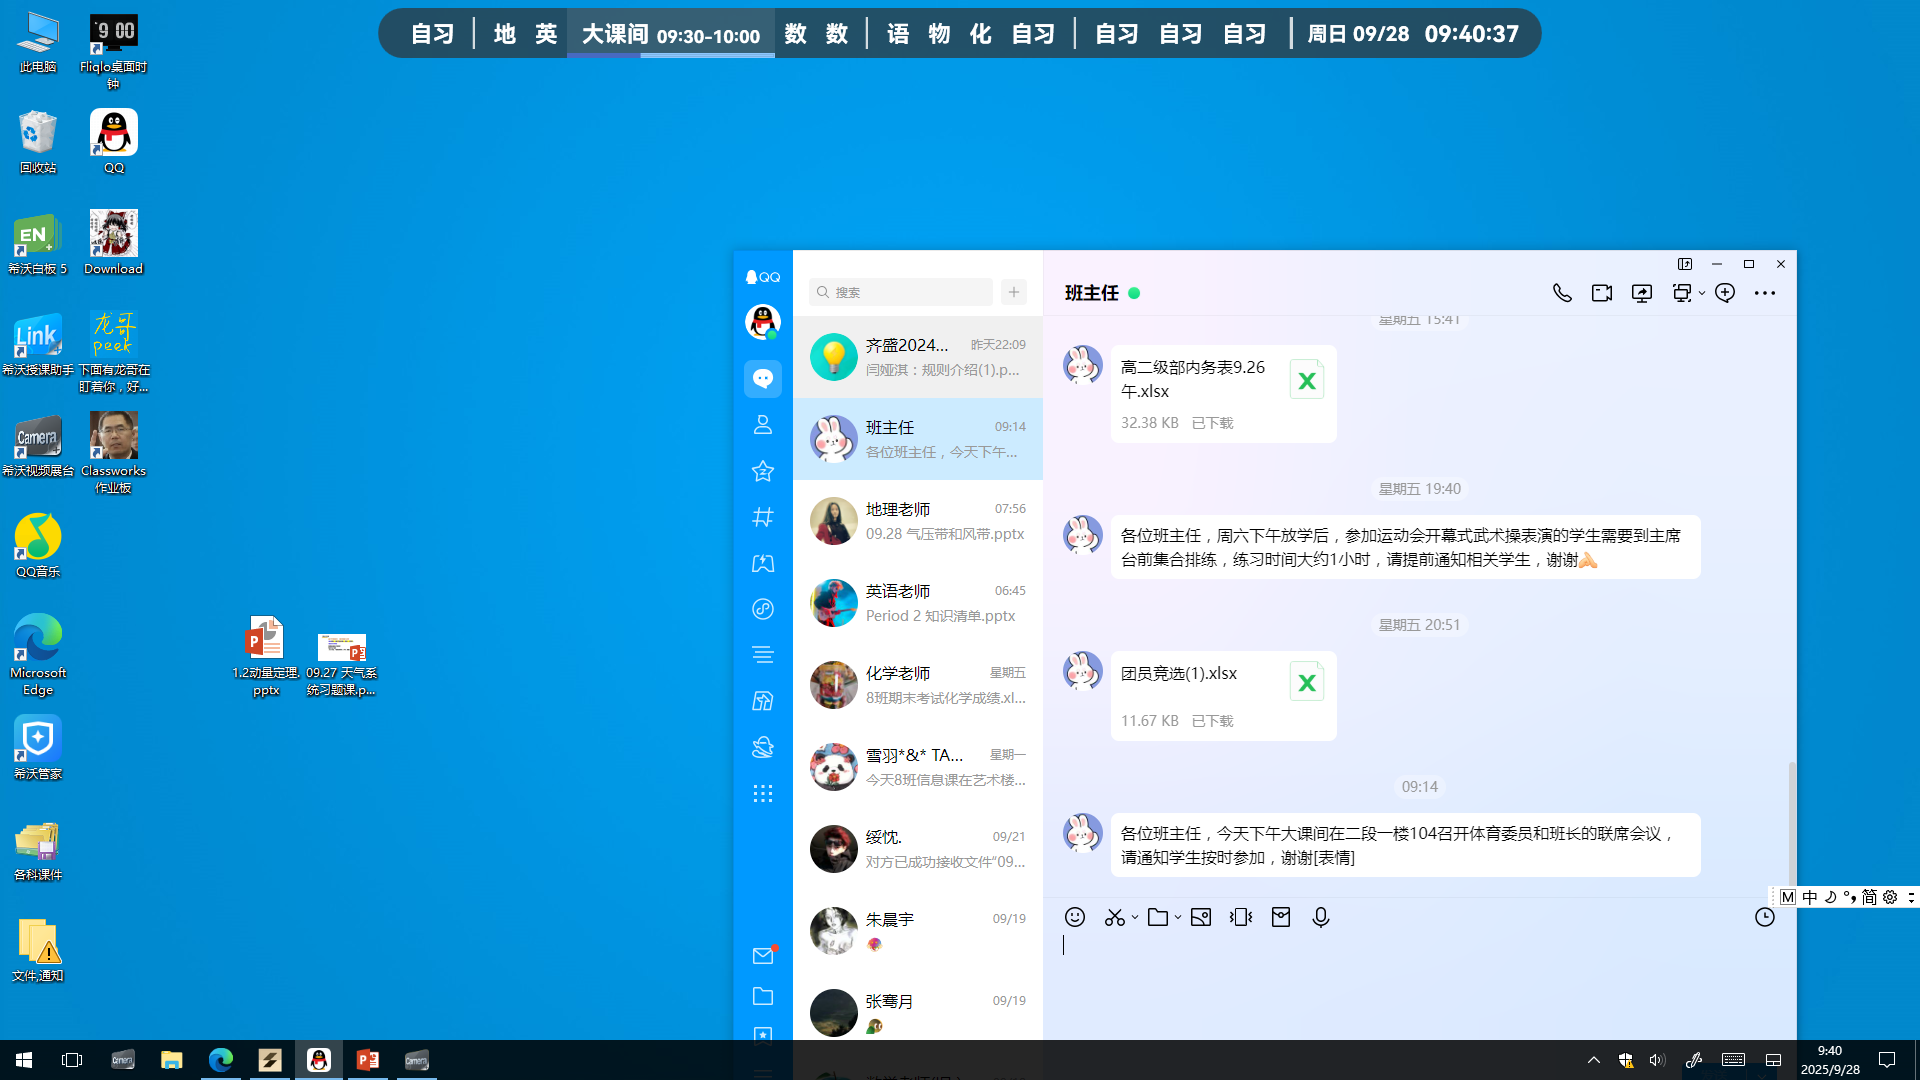 自习 | 地 英 大课间 09:30-10:00 数 数 | 语 物 化 自习 | 自习 自习 自习 | 周日 09/28 09:40:37
此电脑
Fliqlo桌面时
钟
回收站
QQ
希沃白板 5
Download
希沃授课助手
下面有龙哥在
盯着你，好...
龙哥
peek
希沃视频展台
Classworks
作业板
QQ音乐
Microsoft
Edge
希沃管家
各科课件
文件,通知
1.2动量定理.
pptx
09.27 天气系
统习题课.p...
QQ
搜索
齐盛2024... 昨天22:09
闫娅淇：规则介绍(1).p...
班主任 09:14
各位班主任，今天下午...
地理老师 07:56
09.28 气压带和风带.pptx
英语老师 06:45
Period 2 知识清单.pptx
化学老师 星期五
8班期末考试化学成绩.xl...
雪羽*&* TA... 星期一
今天8班信息课在艺术楼...
绥忱. 09/21
对方已成功接收文件“09...
朱晨宇 09/19
张骞月 09/19
班主任
星期五 15:41
高二级部内务表9.26
午.xlsx
32.38 KB 已下载
星期五 19:40
各位班主任，周六下午放学后，参加运动会开幕式武术操表演的学生需要到主席
台前集合排练，练习时间大约1小时，请提前通知相关学生，谢谢
星期五 20:51
团员竞选(1).xlsx
11.67 KB 已下载
09:14
各位班主任，今天下午大课间在二段一楼104召开体育委员和班长的联席会议，
请通知学生按时参加，谢谢[表情]
M 中 简
9:40
2025/9/28